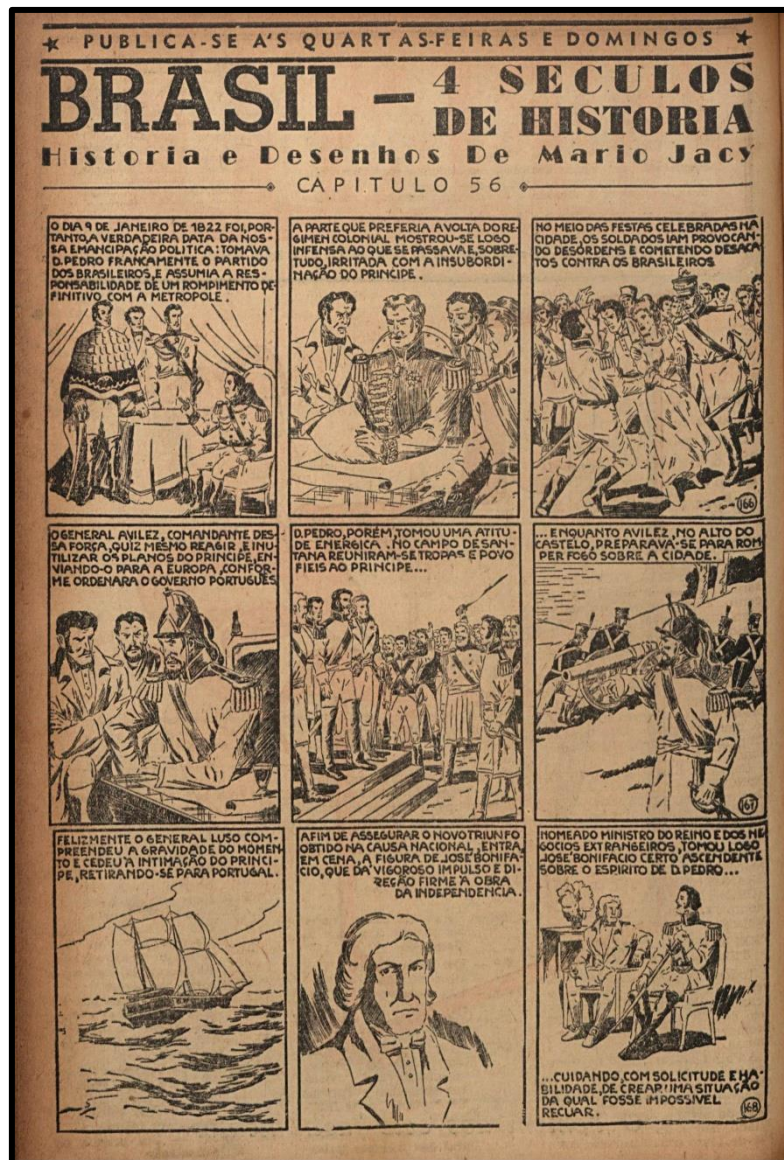 ★ PUBLICA-SE A'S QUARTAS-FEIRAS E DOMINGOS ★
BRASIL - 4 SECULOS
DE HISTORIA
Historia e Desenhos De Mario Jacy
CAPITULO 56
O DIA 9 DE JANEIRO DE 1822 FOI, POR-
TANTO, A VERDADEIRA DATA DA NOS-
SA EMANCIPAÇÃO POLITICA: TOMAVA
D. PEDRO FRANCAMENTE O PARTIDO
DOS BRASILEIROS, E ASSUMIA A RES-
PONSABILIDADE DE UM ROMPIMENTO DE-
FINITIVO COM A METROPOLE.
A PARTE QUE PREFERIA A VOLTA DO RE-
GIMEN COLONIAL MOSTROU-SE LOGO
INFENSA AO QUE SE PASSAVA E, SOBRE-
TUDO, IRRITADA COM A INSUBORDI-
NAÇÃO DO PRINCIPE.
NO MEIO DAS FESTAS CELEBRADAS NA
CIDADE, OS SOLDADOS IAM PROVOCAN-
DO DESORDENS E COMETENDO DESACA-
TOS CONTRA OS BRASILEIROS
166
O GENERAL AVILEZ, COMANDANTE DES-
SA FORÇA, QUIZ MESMO REAGIR, E INU-
TILIZAR OS PLANOS DO PRINCIPE, EN-
VIANDO-O PARA A EUROPA, CONFOR-
ME ORDENARA O GOVERNO PORTUGUÊS
D. PEDRO, PORÉM, TOMOU UMA ATITU-
DE ENERGICA. NO CAMPO DE SAN-
TANA REUNIRAM-SE TROPAS E POVO
FIEIS AO PRINCIPE...
... ENQUANTO AVILEZ, NO ALTO DO
CASTELO, PREPARAVA-SE PARA ROM-
PER FOGO SOBRE A CIDADE.
167
FELIZMENTE O GENERAL LUSO COM-
PREENDEU A GRAVIDADE DO MOMEN-
TO E CEDEU À INTIMAÇÃO DO PRINCI-
PE, RETIRANDO-SE PARA PORTUGAL.
AFIM DE ASSEGURAR O NOVO TRIUNFO
OBTIDO NA CAUSA NACIONAL, ENTRA,
EM CENA, A FIGURA DE JOSÉ BONIFA-
CIO, QUE DÁ VIGOROSO IMPULSO E DI-
REÇÃO FIRME À OBRA
DA INDEPENDENCIA.
NOMEADO MINISTRO DO REINO E DOS NE-
GOCIOS EXTRANGEIROS, TOMOU LOGO
JOSÉ BONIFACIO CERTO ASCENDENTE
SOBRE O ESPIRITO DE D. PEDRO...
...CUIDANDO, COM SOLICITUDE E HA-
BILIDADE, DE CREAR UMA SITUAÇÃO
DA QUAL FOSSE IMPOSSIVEL
RECUAR.
168